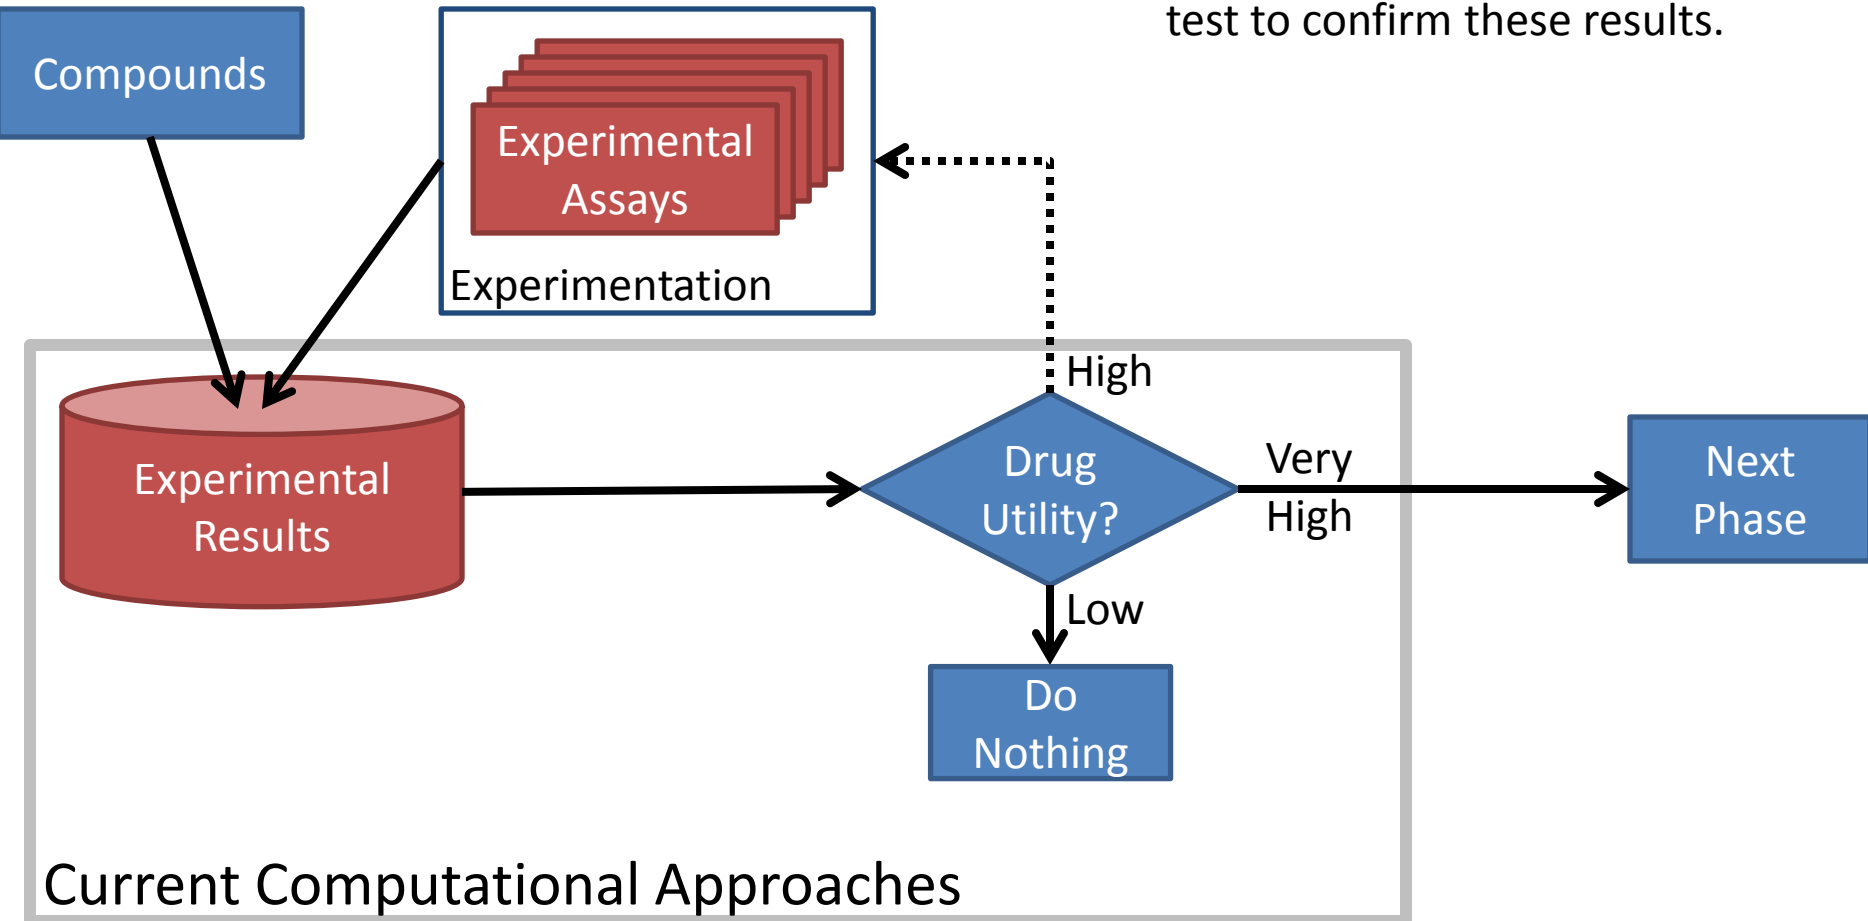 test to confirm these results.
Compounds
Experimental
Assays
Experimentation
High
Experimental
Results
Drug
Utility?
Very
High
Next
Phase
Low
Do
Nothing
Current Computational Approaches